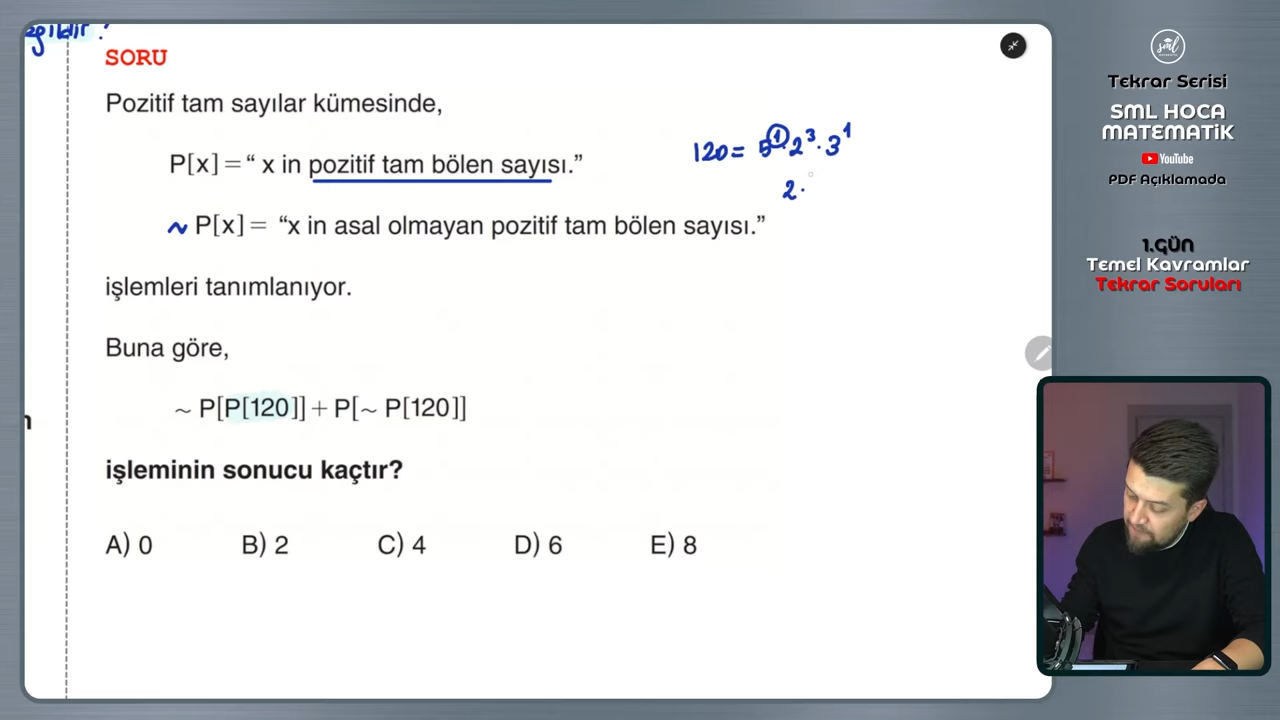 SORU
Pozitif tam sayılar kümesinde,
120 = 5¹ 2³ · 3¹
P[x] = “ x in pozitif tam bölen sayısı.”
2 ·
~ P[x] = “x in asal olmayan pozitif tam bölen sayısı.”
işlemleri tanımlanıyor.
Buna göre,
~ P[P[120]] + P[~ P[120]]
işleminin sonucu kaçtır?
A) 0 B) 2 C) 4 D) 6 E) 8
sml
Tekrar Serisi
SML HOCA
MATEMATİK
YouTube
PDF Açıklamada
1.GÜN
Temel Kavramlar
Tekrar Soruları